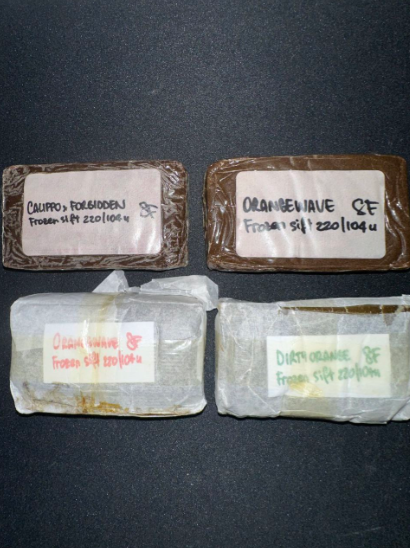 CALIPPO x FORBIDDEN 8F
Frozen sift 220/104u
ORANGEWAVE 8F
Frozen sift 220/104u
ORANGEWAVE 8F
Frozen sift 220/104u
DIRTY ORANGE 8F
Frozen sift 220/104u